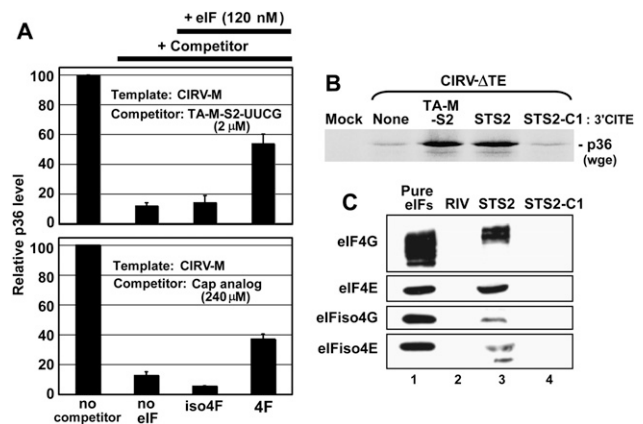 A
+ eIF (120 nM)
+ Competitor
Relative p36 level
100
80
60
40
20
0
Template: CIRV-M
Competitor: TA-M-S2-UUCG
(2 μM)
100
80
60
40
20
0
Template: CIRV-M
Competitor: Cap analog
(240 μM)
no competitor
no eIF
iso4F
4F
B
CIRV-ΔTE
Mock
None
TA-M
-S2
STS2
STS2-C1 : 3'CITE
- p36
(wge)
C
Pure eIFs
RIV
STS2
STS2-C1
eIF4G
eIF4E
eIFiso4G
eIFiso4E
1 2 3 4